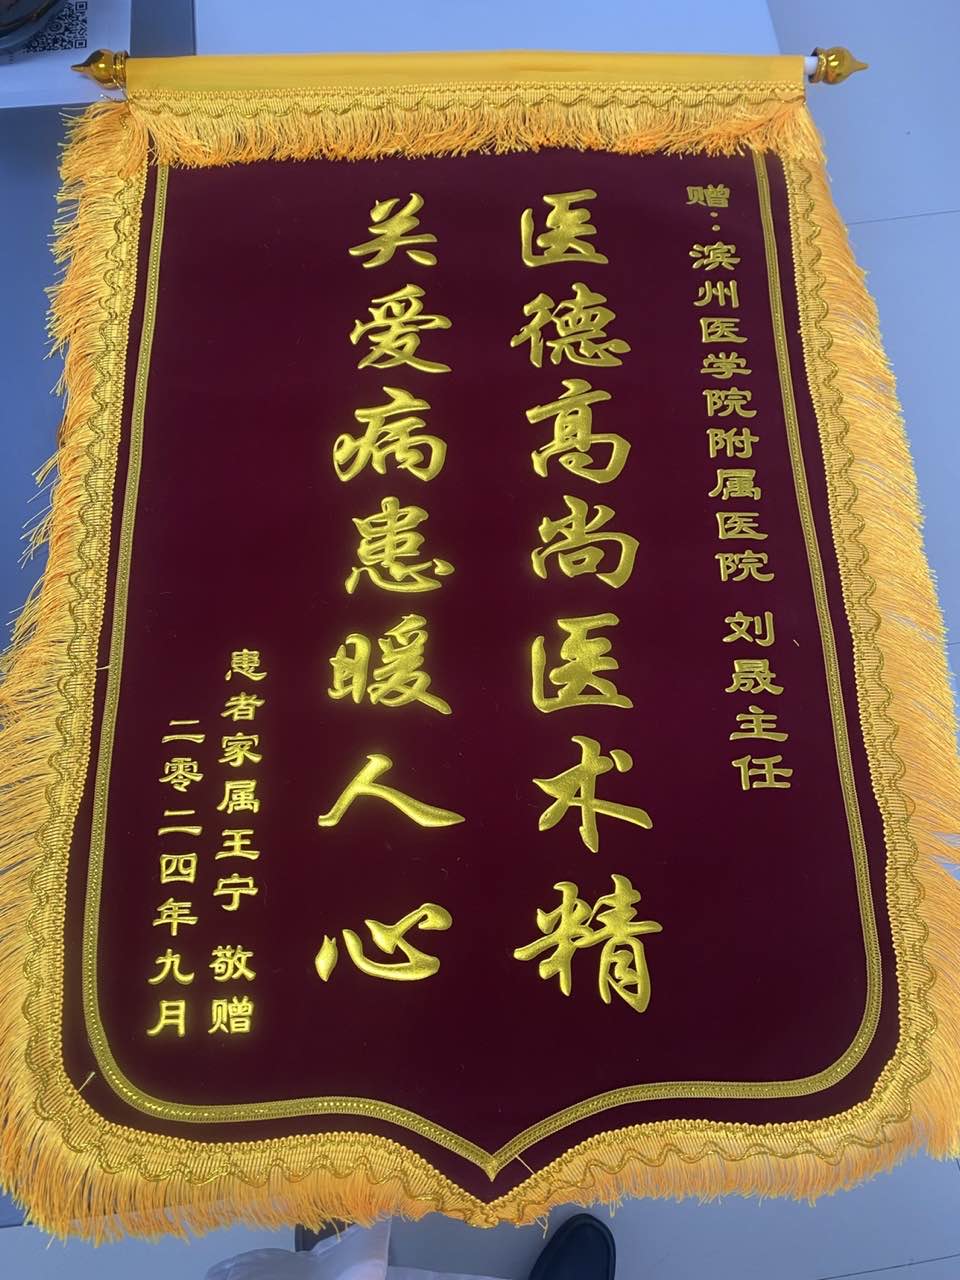 赠：滨州医学院附属医院 刘晟主任
医德高尚医术精
关爱病患暖人心
患者家属王宁 敬赠
二零二四年九月